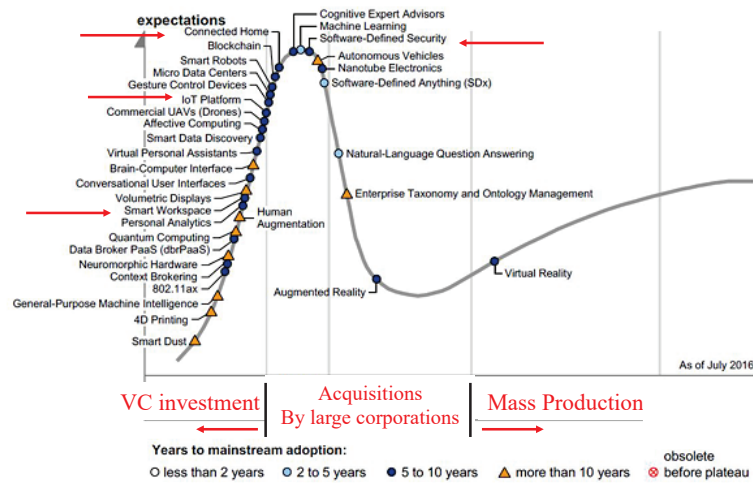 expectations
Connected Home
Blockchain
Smart Robots
Micro Data Centers
Gesture Control Devices
IoT Platform
Commercial UAVs (Drones)
Affective Computing
Smart Data Discovery
Virtual Personal Assistants
Brain-Computer Interface
Conversational User Interfaces
Volumetric Displays
Smart Workspace
Personal Analytics
Quantum Computing
Data Broker PaaS (dbrPaaS)
Neuromorphic Hardware
Context Brokering
802.11ax
General-Purpose Machine Intelligence
4D Printing
Smart Dust
Human
Augmentation
Cognitive Expert Advisors
Machine Learning
Software-Defined Security
Autonomous Vehicles
Nanotube Electronics
Software-Defined Anything (SDx)
Natural-Language Question Answering
Enterprise Taxonomy and Ontology Management
Augmented Reality
Virtual Reality
As of July 2016
VC investment
Acquisitions
By large corporations
Mass Production
Years to mainstream adoption:
less than 2 years
2 to 5 years
5 to 10 years
more than 10 years
obsolete
before plateau